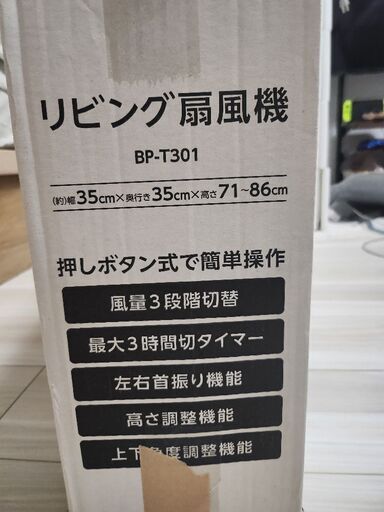 リビング扇風機
BP-T301
(約)幅35cm×奥行き35cm×高さ71~86cm
押しボタン式で簡単操作
風量3段階切替
最大3時間切タイマー
左右首振り機能
高さ調整機能
上下角度調整機能